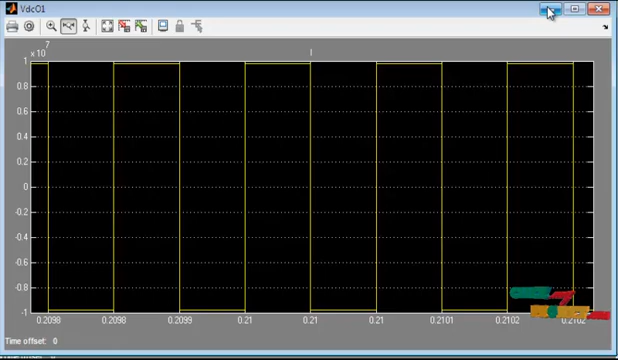 VdcO1
x 10
7
I
1
0.8
0.6
0.4
0.2
0
-0.2
-0.4
-0.6
-0.8
-1
0.2098 0.2098 0.2099 0.21 0.21 0.21 0.2101 0.2102 0.2102
Time offset: 0